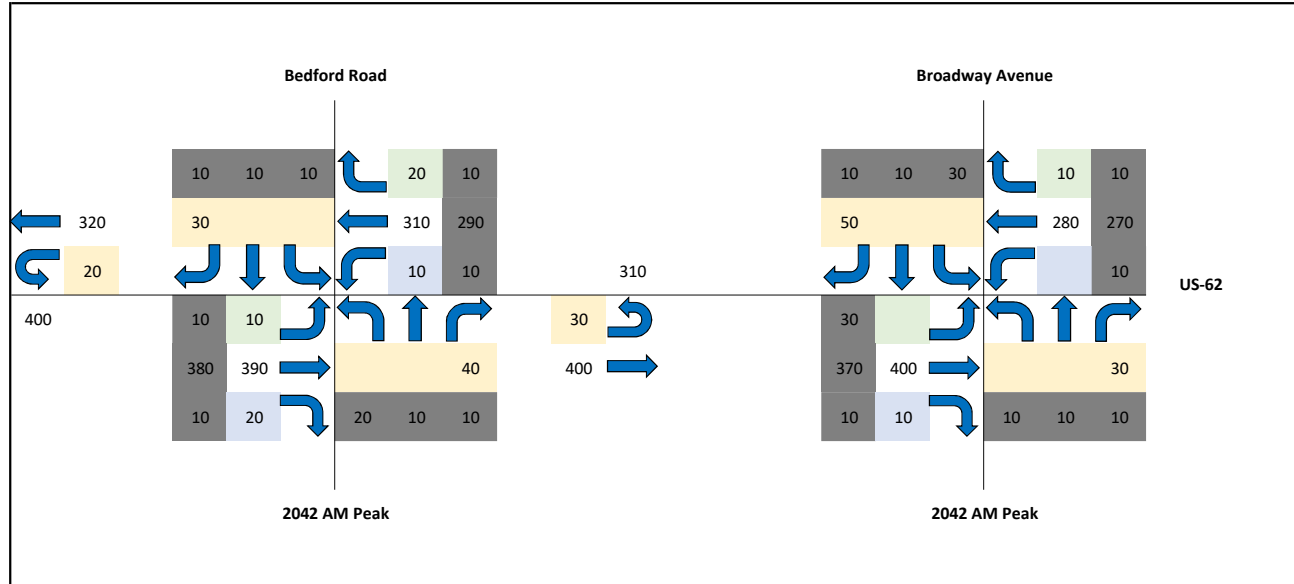 Bedford Road Broadway Avenue
10 10 10 20 10 10 10 30 10 10
320 30 310 290 50 280 270
20 10 10 310 10
US-62
400 10 10 30 30
380 390 40 400 370 400 30
10 20 20 10 10 10 10 10 10 10
2042 AM Peak 2042 AM Peak